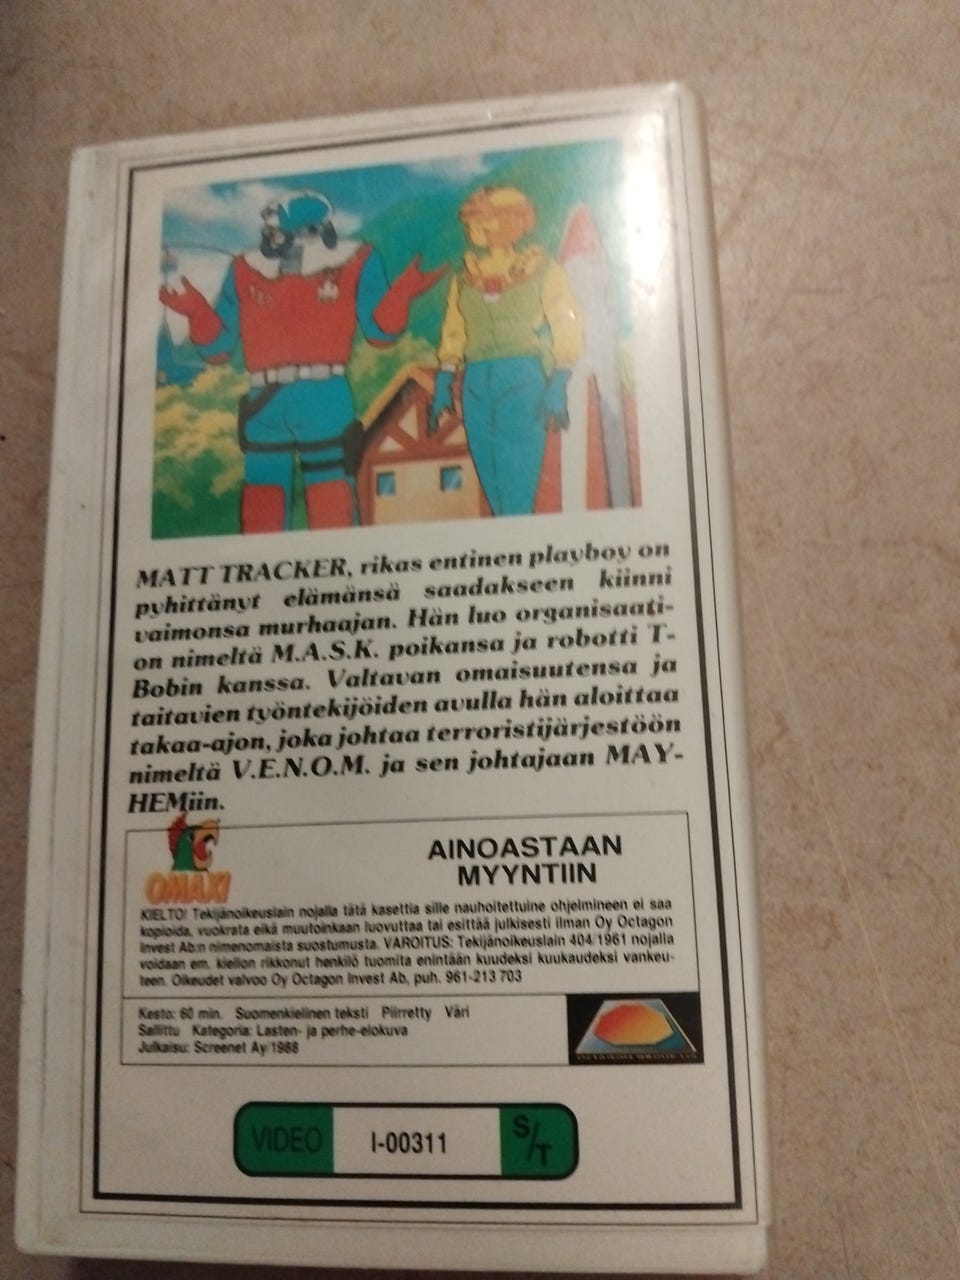 MATT TRACKER, rikas entinen playboy on
pyhittänyt elämänsä saadakseen kiinni
vaimonsa murhaajan. Hän luo organisaati-
on nimeltä M.A.S.K. poikansa ja robotti T-
Bobin kanssa. Valtavan omaisuutensa ja
taitavien työntekijöiden avulla hän aloittaa
takaa-ajon, joka johtaa terroristijärjestöön
nimeltä V.E.N.O.M. ja sen johtajaan MAY-
HEMiin.
OMAXI
AINOASTAAN
MYYNTIIN
KIELTO! Tekijänoikeuslain nojalla tätä kasettia sille nauhoitettuine ohjelmineen ei saa
kopioida, vuokrata eikä muutoinkaan luovuttaa tai esittää julkisesti ilman Oy Octagon
Invest Ab:n nimenomaista suostumusta. VAROITUS: Tekijänoikeuslain 404/1961 nojalla
voidaan em. kiellon rikkonut henkilö tuomita enintään kuudeksi kuukaudeksi vankeu-
teen. Oikeudet valvoo Oy Octagon Invest Ab, puh. 961-213 703
Kesto: 60 min. Suomenkielinen teksti Piirretty Väri
Sallittu Kategoria: Lasten- ja perhe-elokuva
Julkaisu: Screenet Ay/1988
VIDEO I-00311 S/T